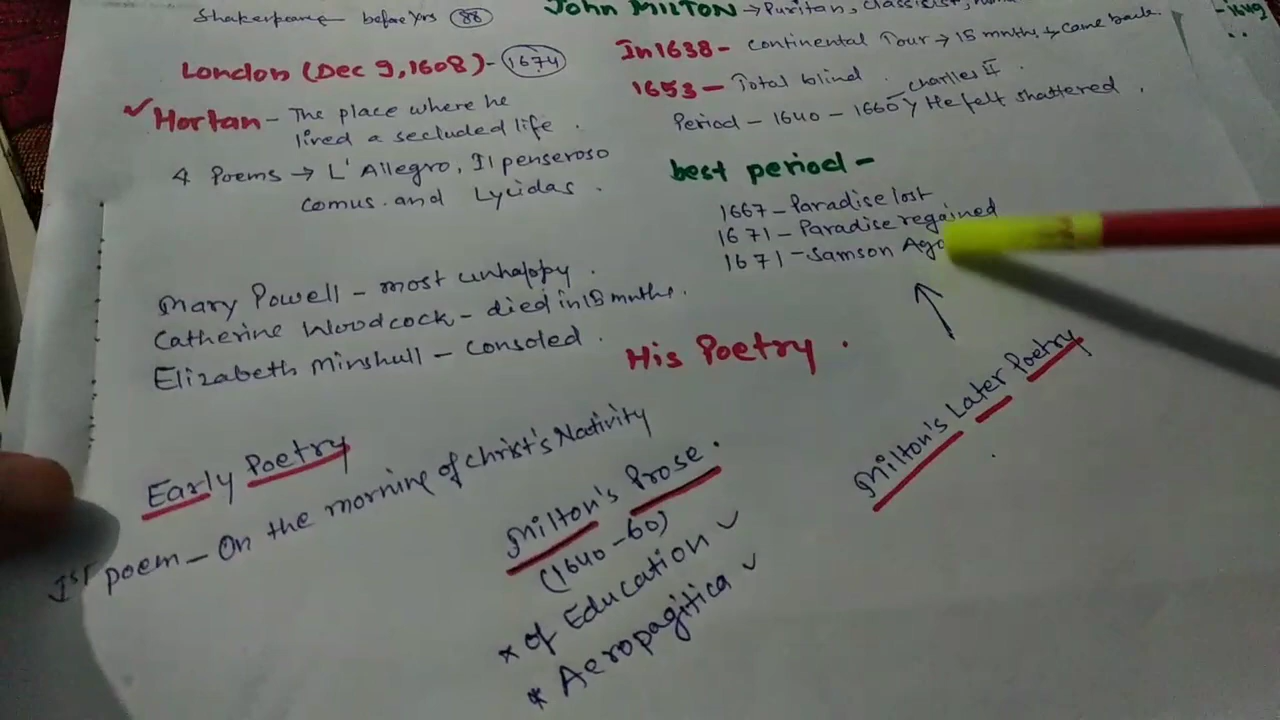 Shakespeare before yrs 88
John MILTON → Puritan, Classicist,
London (Dec 9, 1608) - 1674
In 1638 - Continental Tour → 15 mnths, & came back
1653 - Total blind. Charles II
Period - 1640 - 1660 y He felt shattered.
✓ Hortan - The place where he
lived a secluded life.
4 Poems → L' Allegro, Il penseroso
comus. and Lycidas.
best period -
1667 - Paradise lost
1671 - Paradise regained
1671 - Samson Ago
Mary Powell - most unhappy.
Catherine Woodcock - died in 18 mnths.
Elizabeth Minshull - consoled.
His Poetry.
Milton's Later Poetry
Early Poetry
1st poem - On the morning of Christ's Nativity
Milton's Prose.
(1640-60)
* Of Education ✓
* Aeropagitica ✓